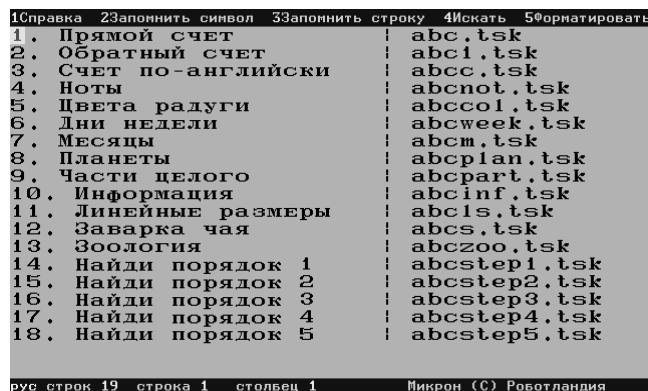 1Справка 2Запомнить символ 3Запомнить строку 4Искать 5Форматировать
1. Прямой счет ¦ abc.tsk
2. Обратный счет ¦ abc1.tsk
3. Счет по-английски ¦ abcc.tsk
4. Ноты ¦ abcnot.tsk
5. Цвета радуги ¦ abccol.tsk
6. Дни недели ¦ abcweek.tsk
7. Месяцы ¦ abcm.tsk
8. Планеты ¦ abcplan.tsk
9. Части целого ¦ abcpart.tsk
10. Информация ¦ abcinf.tsk
11. Линейные размеры ¦ abcls.tsk
12. Заварка чая ¦ abcs.tsk
13. Зоология ¦ abczoo.tsk
14. Найди порядок 1 ¦ abcstep1.tsk
15. Найди порядок 2 ¦ abcstep2.tsk
16. Найди порядок 3 ¦ abcstep3.tsk
17. Найди порядок 4 ¦ abcstep4.tsk
18. Найди порядок 5 ¦ abcstep5.tsk
рус строк 19 строка 1 столбец 1 Микрон (C) Роботландия